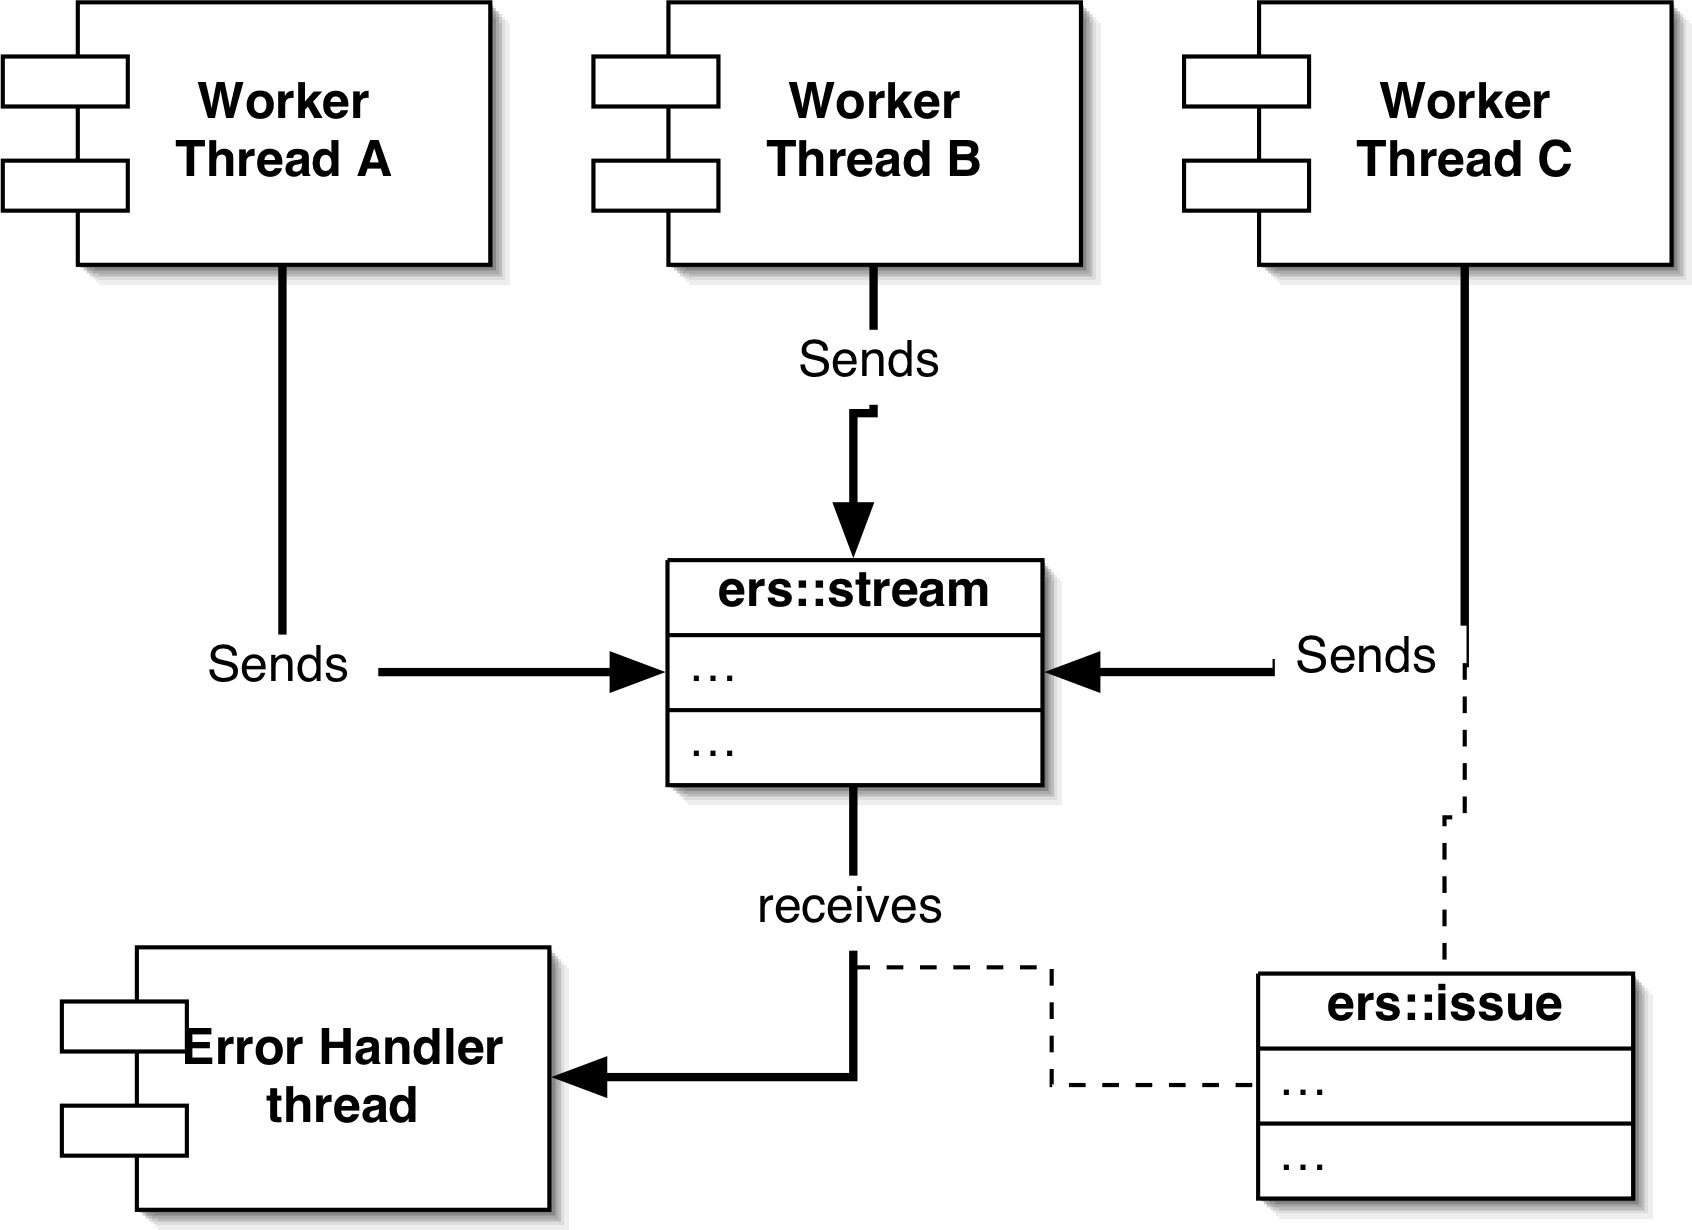 Worker
Thread A
Worker
Thread B
Worker
Thread C
Sends
ers::stream
...
...
Sends
Sends
receives
Error Handler
thread
ers::issue
...
...